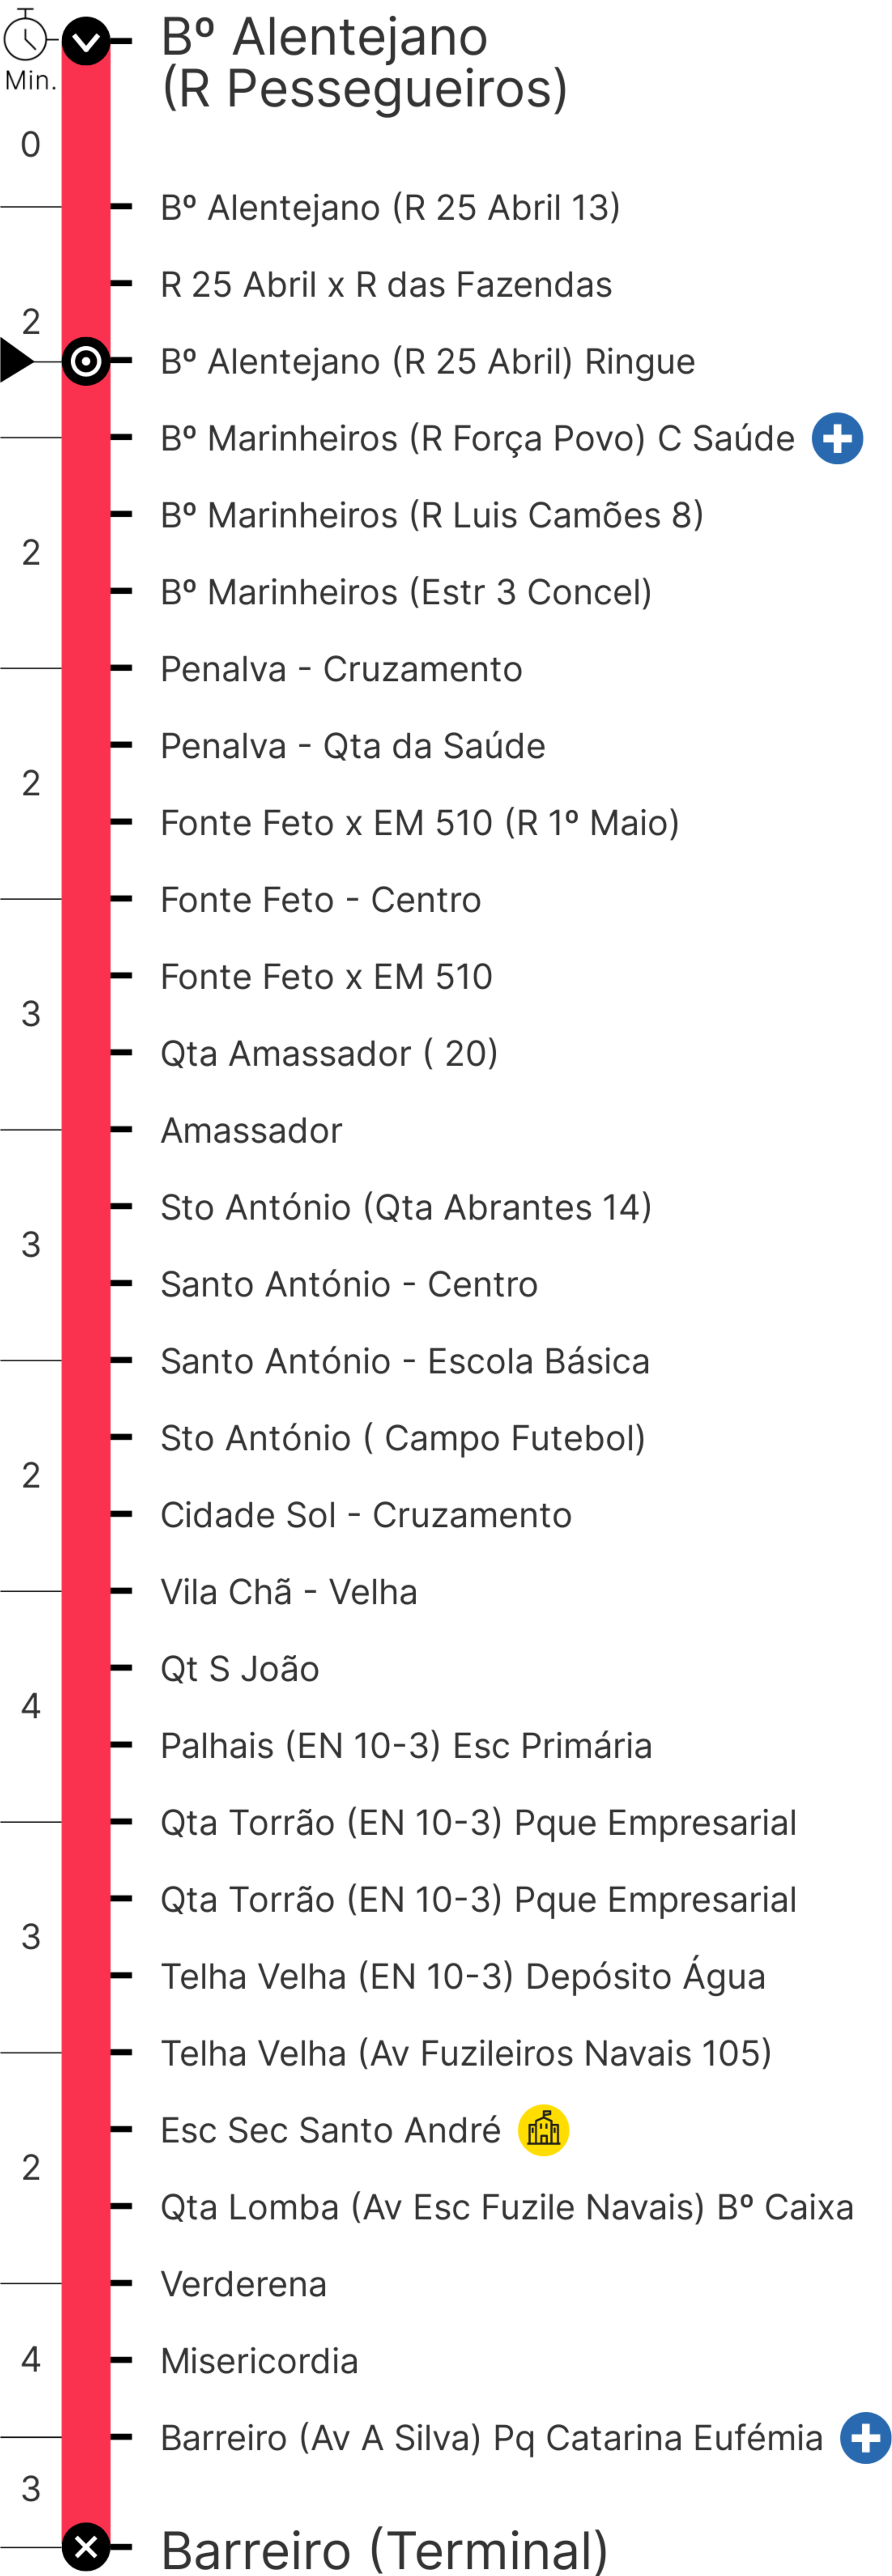 Bº Alentejano
(R Pessegueiros)
Min.
0
Bº Alentejano (R 25 Abril 13)
R 25 Abril x R das Fazendas
2
Bº Alentejano (R 25 Abril) Ringue
Bº Marinheiros (R Força Povo) C Saúde
Bº Marinheiros (R Luis Camões 8)
2
Bº Marinheiros (Estr 3 Concel)
Penalva - Cruzamento
Penalva - Qta da Saúde
2
Fonte Feto x EM 510 (R 1º Maio)
Fonte Feto - Centro
Fonte Feto x EM 510
3
Qta Amassador ( 20)
Amassador
Sto António (Qta Abrantes 14)
3
Santo António - Centro
Santo António - Escola Básica
Sto António ( Campo Futebol)
2
Cidade Sol - Cruzamento
Vila Chã - Velha
Qt S João
4
Palhais (EN 10-3) Esc Primária
Qta Torrão (EN 10-3) Pque Empresarial
Qta Torrão (EN 10-3) Pque Empresarial
3
Telha Velha (EN 10-3) Depósito Água
Telha Velha (Av Fuzileiros Navais 105)
Esc Sec Santo André
2
Qta Lomba (Av Esc Fuzile Navais) Bº Caixa
Verderena
4
Misericordia
Barreiro (Av A Silva) Pq Catarina Eufémia
3
Barreiro (Terminal)